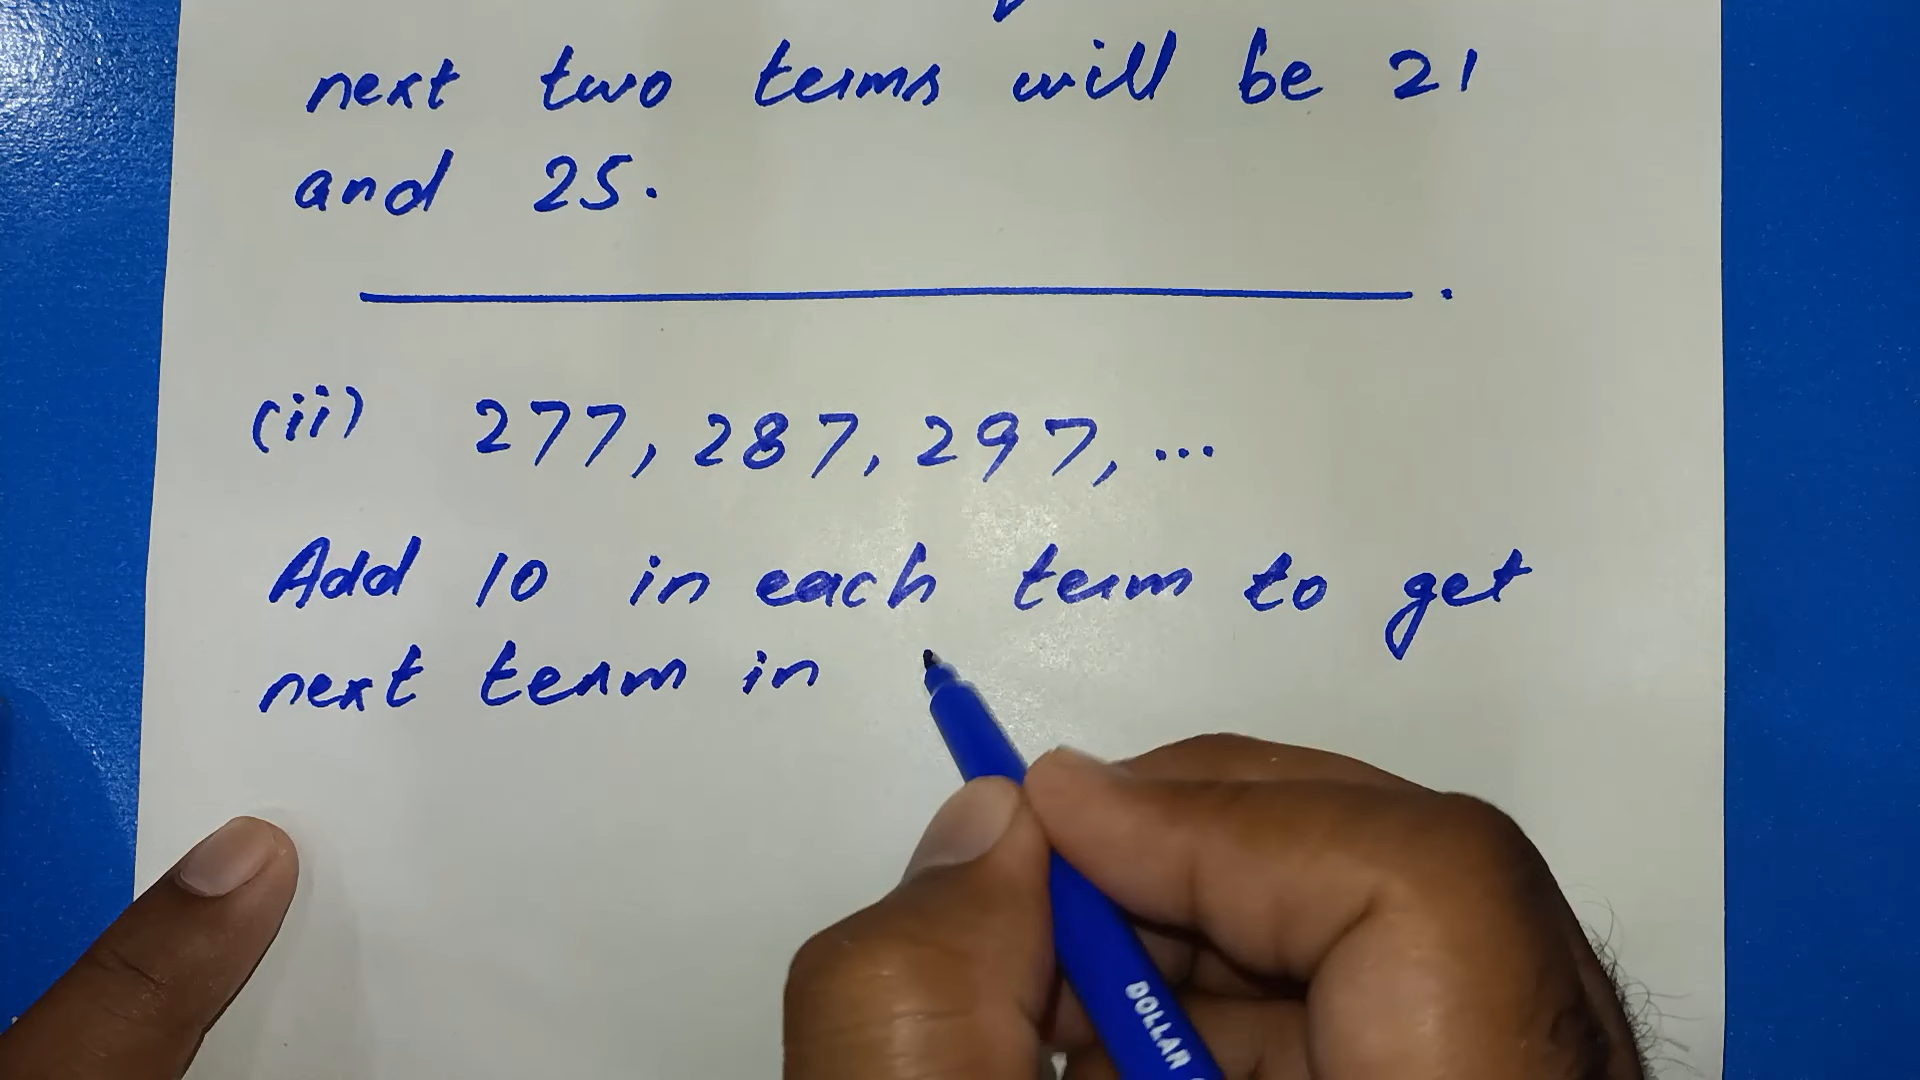 next two terms will be 21
and 25.
(ii) 277, 287, 297, ...
Add 10 in each term to get
next term in
DOLLAR